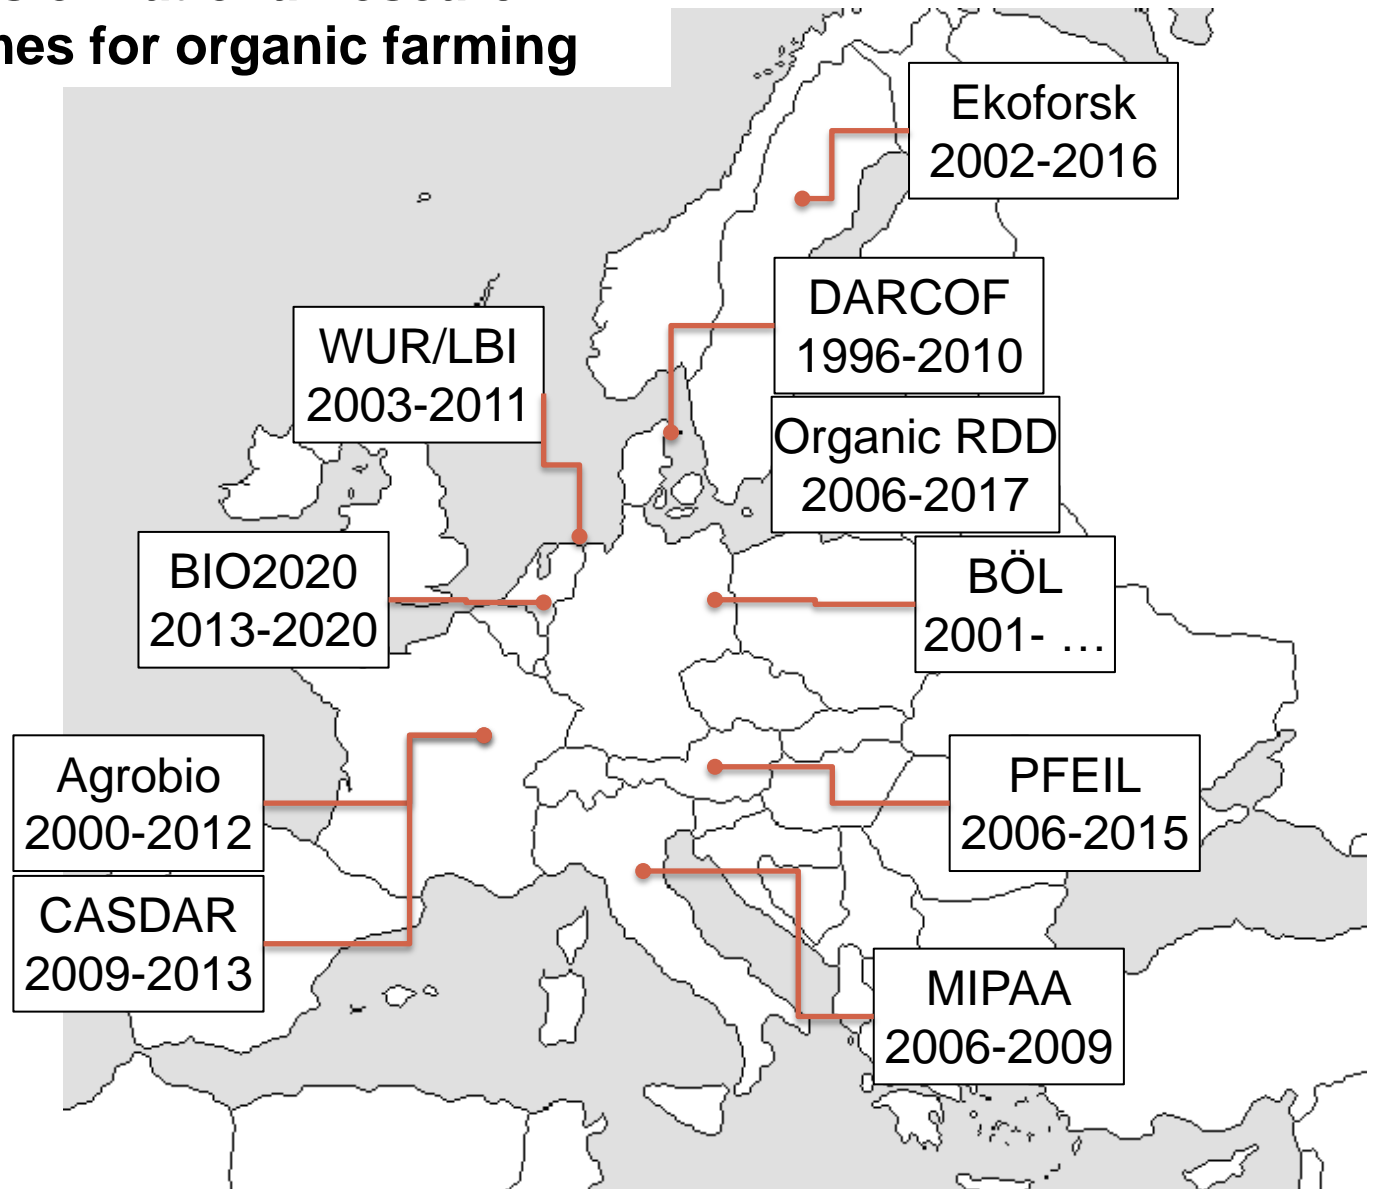 mes for organic farming
Ekoforsk
2002-2016
DARCOF
1996-2010
WUR/LBI
2003-2011
Organic RDD
2006-2017
BIO2020
2013-2020
BÖL
2001- …
Agrobio
2000-2012
PFEIL
2006-2015
CASDAR
2009-2013
MIPAA
2006-2009